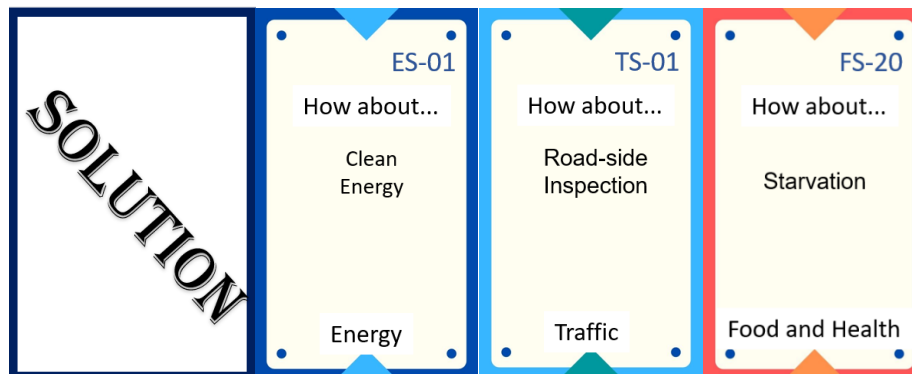 SOLUTION
ES-01
How about...
Clean
Energy
Energy
TS-01
How about...
Road-side
Inspection
Traffic
FS-20
How about...
Starvation
Food and Health